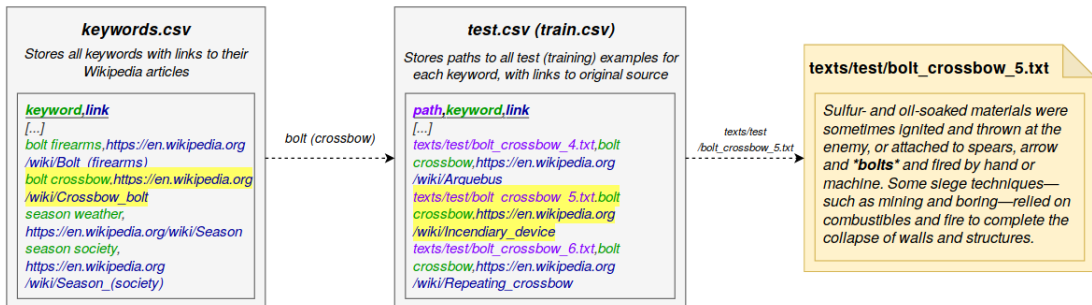 keywords.csv
Stores all keywords with links to their
Wikipedia articles
keyword,link
[...]
bolt firearms,https://en.wikipedia.org
/wiki/Bolt_(firearms)
bolt crossbow,https://en.wikipedia.org
/wiki/Crossbow_bolt
season weather,
https://en.wikipedia.org/wiki/Season
season society,
https://en.wikipedia.org
/wiki/Season_(society)
bolt (crossbow)
test.csv (train.csv)
Stores paths to all test (training) examples for
each keyword, with links to original source
path,keyword,link
[...]
texts/test/bolt_crossbow_4.txt,bolt
crossbow,https://en.wikipedia.org
/wiki/Arquebus
texts/test/bolt_crossbow_5.txt,bolt
crossbow,https://en.wikipedia.org
/wiki/Incendiary_device
texts/test/bolt_crossbow_6.txt,bolt
crossbow,https://en.wikipedia.org
/wiki/Repeating_crossbow
texts/test
/bolt_crossbow_5.txt
texts/test/bolt_crossbow_5.txt
Sulfur- and oil-soaked materials were
sometimes ignited and thrown at the
enemy, or attached to spears, arrow
and *bolts* and fired by hand or
machine. Some siege techniques—
such as mining and boring—relied on
combustibles and fire to complete the
collapse of walls and structures.